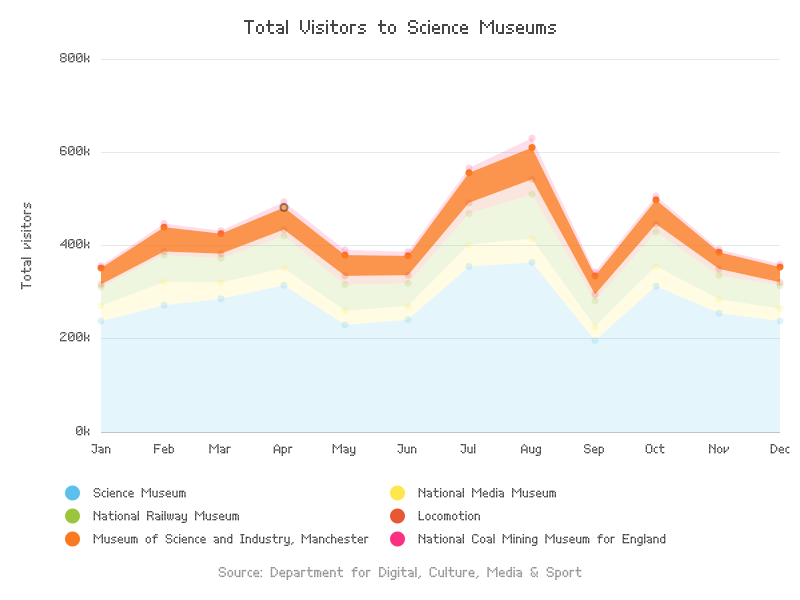 Total Visitors to Science Museums
800k
600k
400k
200k
0k
Total visitors
Jan Feb Mar Apr May Jun Jul Aug Sep Oct Nov Dec
Science Museum National Media Museum
National Railway Museum Locomotion
Museum of Science and Industry, Manchester National Coal Mining Museum for England
Source: Department for Digital, Culture, Media & Sport